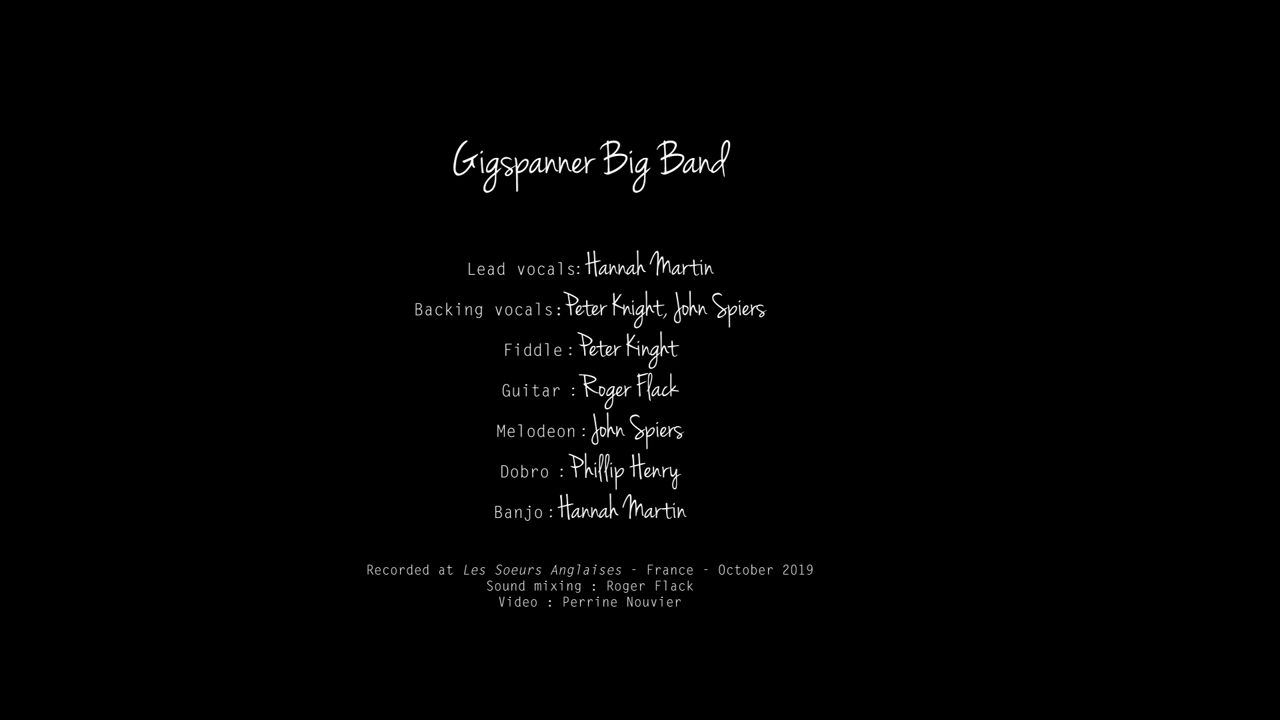 Gigspanner Big Band
Lead vocals: Hannah Martin
Backing vocals: Peter Knight, John Spiers
Fiddle : Peter Kinght
Guitar : Roger Flack
Melodeon : John Spiers
Dobro : Phillip Henry
Banjo : Hannah Martin
Recorded at Les Soeurs Anglaises - France - October 2019
Sound mixing : Roger Flack
Video : Perrine Nouvier